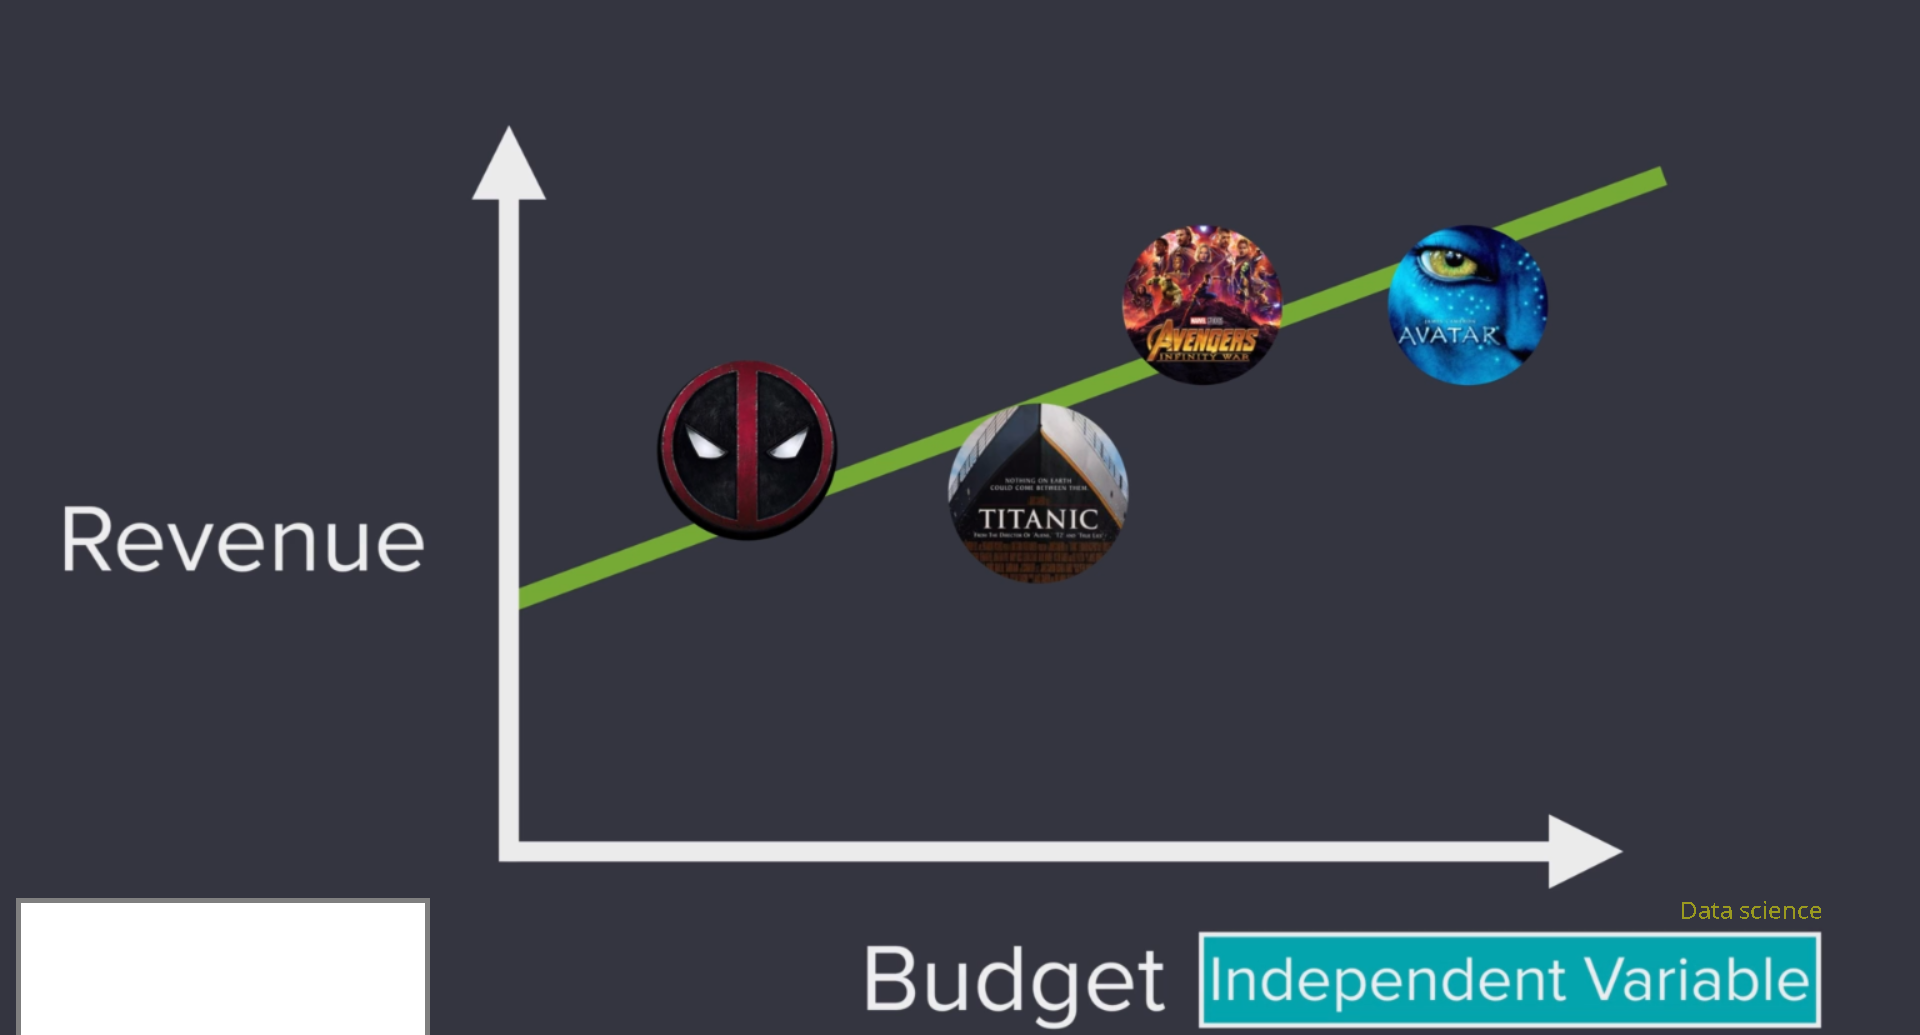 Revenue
AVENGERS
INFINITY WAR
AVATAR
NOTHING ON EARTH
COULD COME BETWEEN THEM.
TITANIC
Data science
Budget
Independent Variable